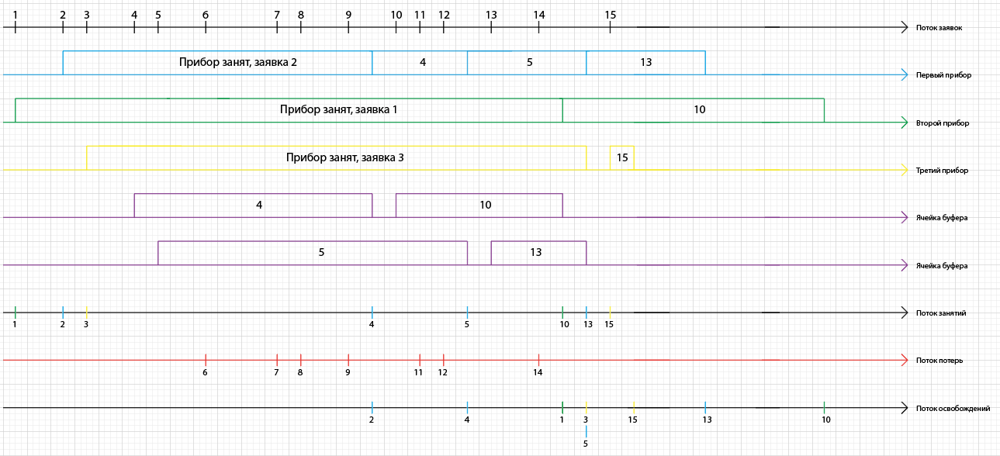 1 2 3 4 5 6 7 8 9 10 11 12 13 14 15
Поток заявок
Прибор занят, заявка 2 4 5 13
Первый прибор
Прибор занят, заявка 1 10
Второй прибор
Прибор занят, заявка 3 15
Третий прибор
4 10
Ячейка буфера
5 13
Ячейка буфера
Поток занятий
1 2 3 4 5 10 13 15
Поток потерь
6 7 8 9 11 12 14
Поток освобождений
2 4 1 3 15 13 10
5